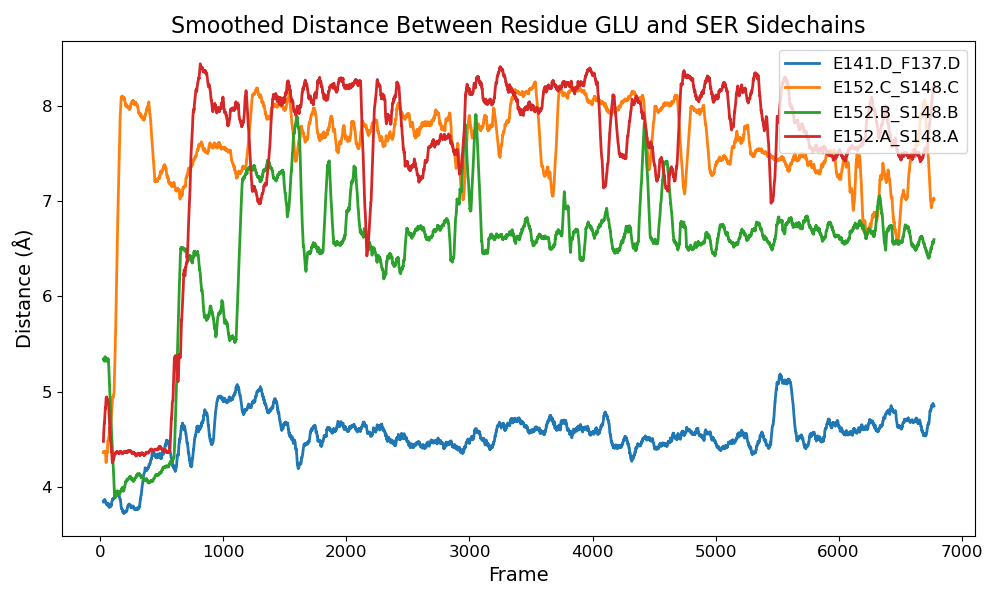 Smoothed Distance Between Residue GLU and SER Sidechains
E141.D_F137.D
E152.C_S148.C
E152.B_S148.B
E152.A_S148.A
8
7
6
5
4
Distance (Å)
0 1000 2000 3000 4000 5000 6000 7000
Frame